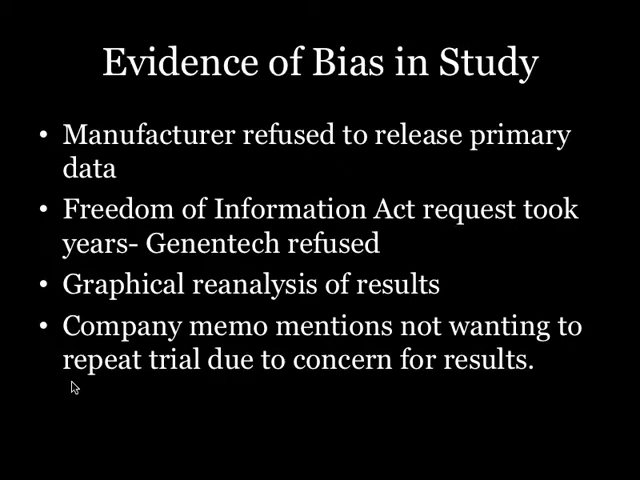 Evidence of Bias in Study
• Manufacturer refused to release primary
data
• Freedom of Information Act request took
years- Genentech refused
• Graphical reanalysis of results
• Company memo mentions not wanting to
repeat trial due to concern for results.